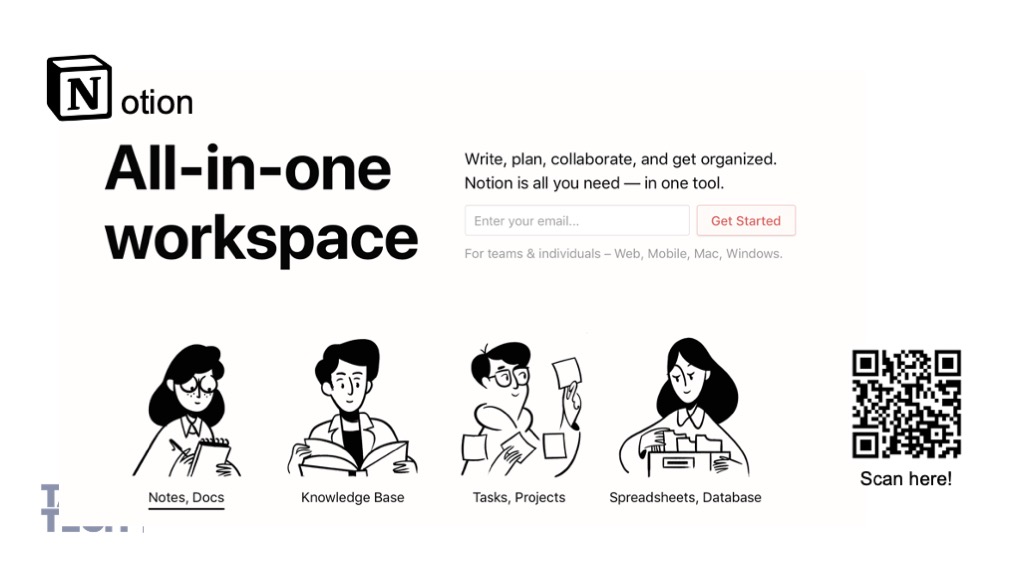 Notion
All-in-one
workspace
Write, plan, collaborate, and get organized.
Notion is all you need — in one tool.
Enter your email...
Get Started
For teams & individuals – Web, Mobile, Mac, Windows.
Notes, Docs
Knowledge Base
Tasks, Projects
Spreadsheets, Database
Scan here!